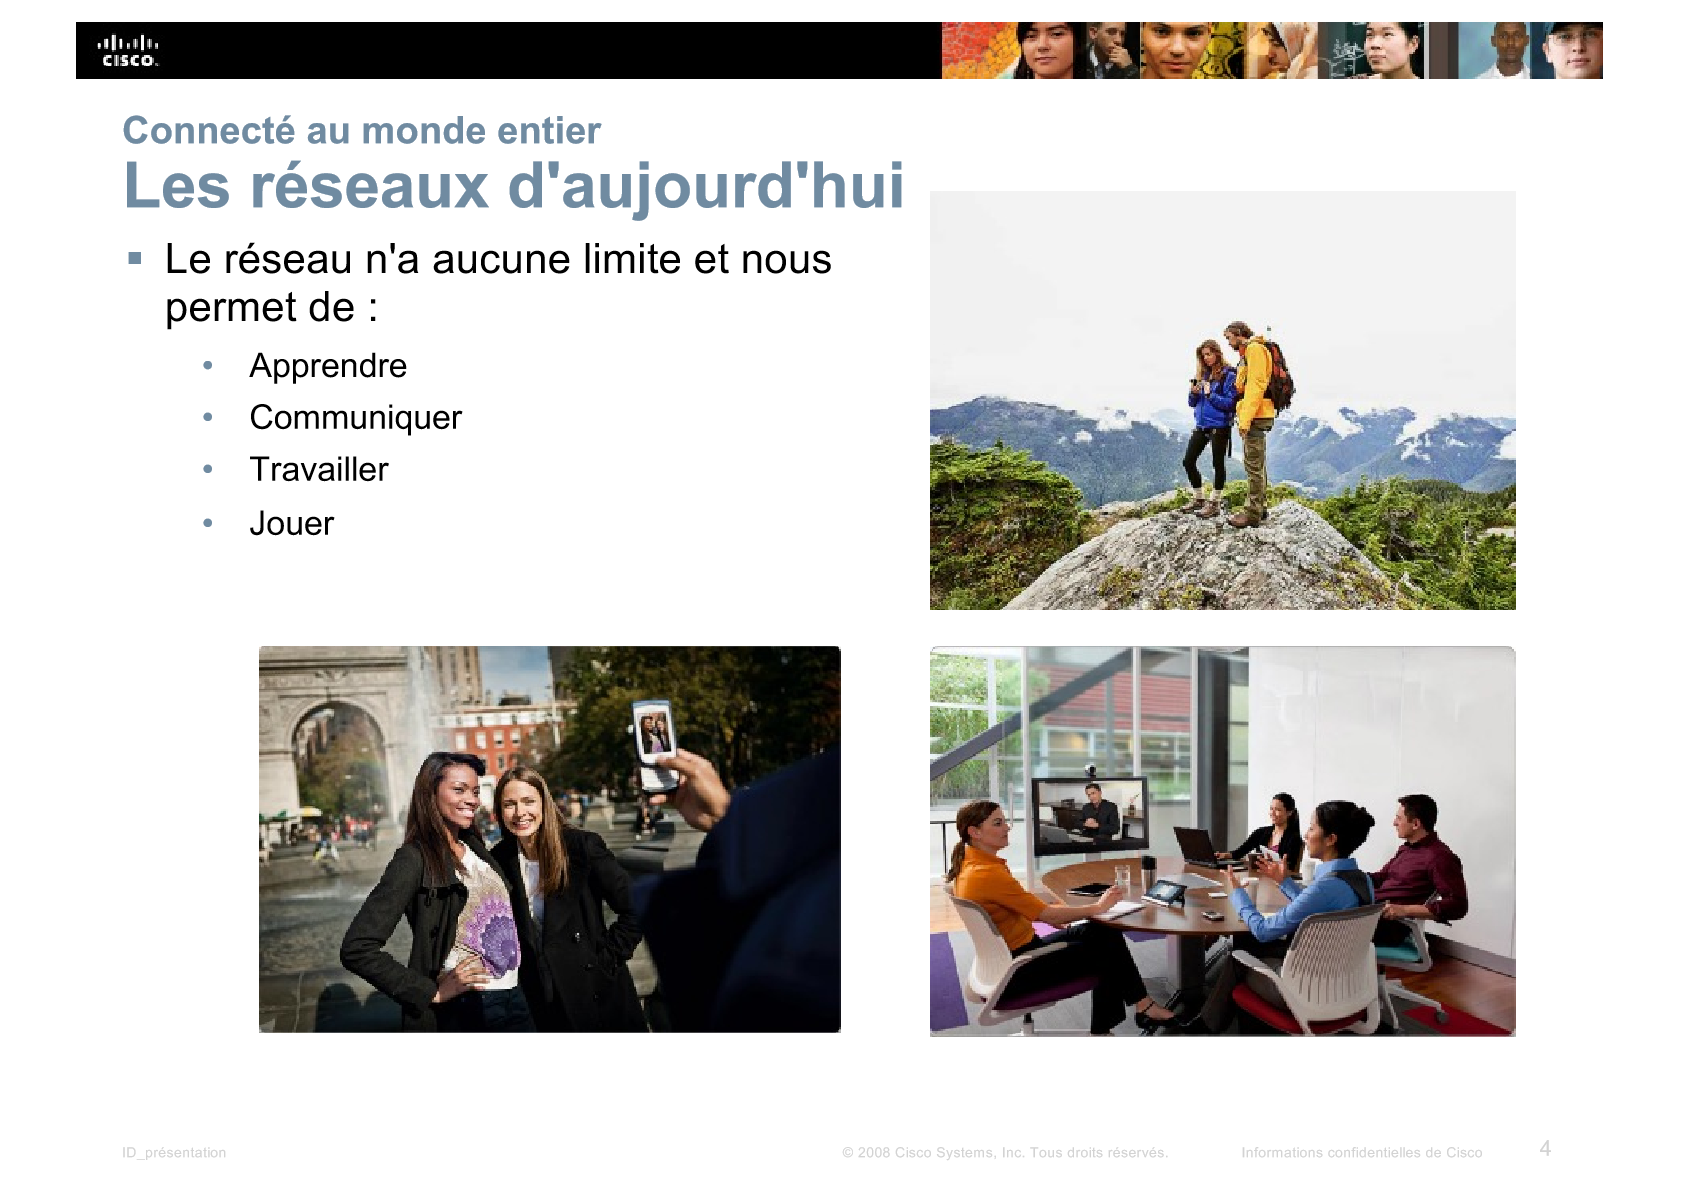 CISCO.
Connecté au monde entier
Les réseaux d'aujourd'hui
Le réseau n'a aucune limite et nous
permet de :
Apprendre
Communiquer
Travailler
Jouer
ID_présentation
© 2008 Cisco Systems, Inc. Tous droits réservés.
Informations confidentielles de Cisco
4